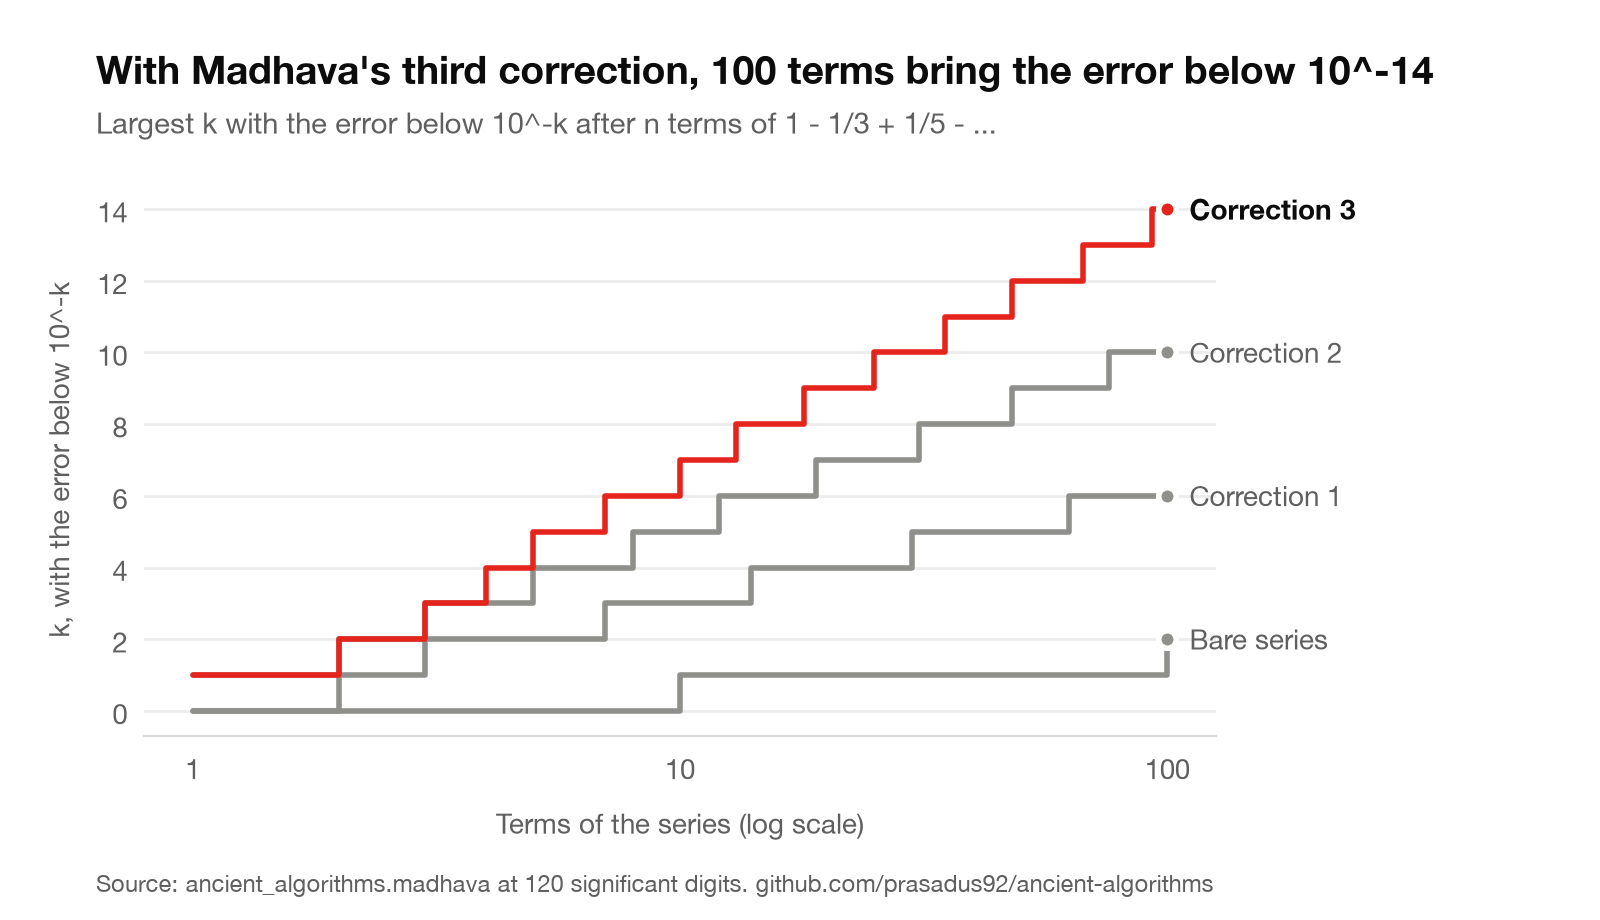 With Madhava's third correction, 100 terms bring the error below 10^-14
Largest k with the error below 10^-k after n terms of 1 - 1/3 + 1/5 - ...
k, with the error below 10^-k
14
12
10
8
6
4
2
0
Correction 3
Correction 2
Correction 1
Bare series
1 10 100
Terms of the series (log scale)
Source: ancient_algorithms.madhava at 120 significant digits. github.com/prasadus92/ancient-algorithms